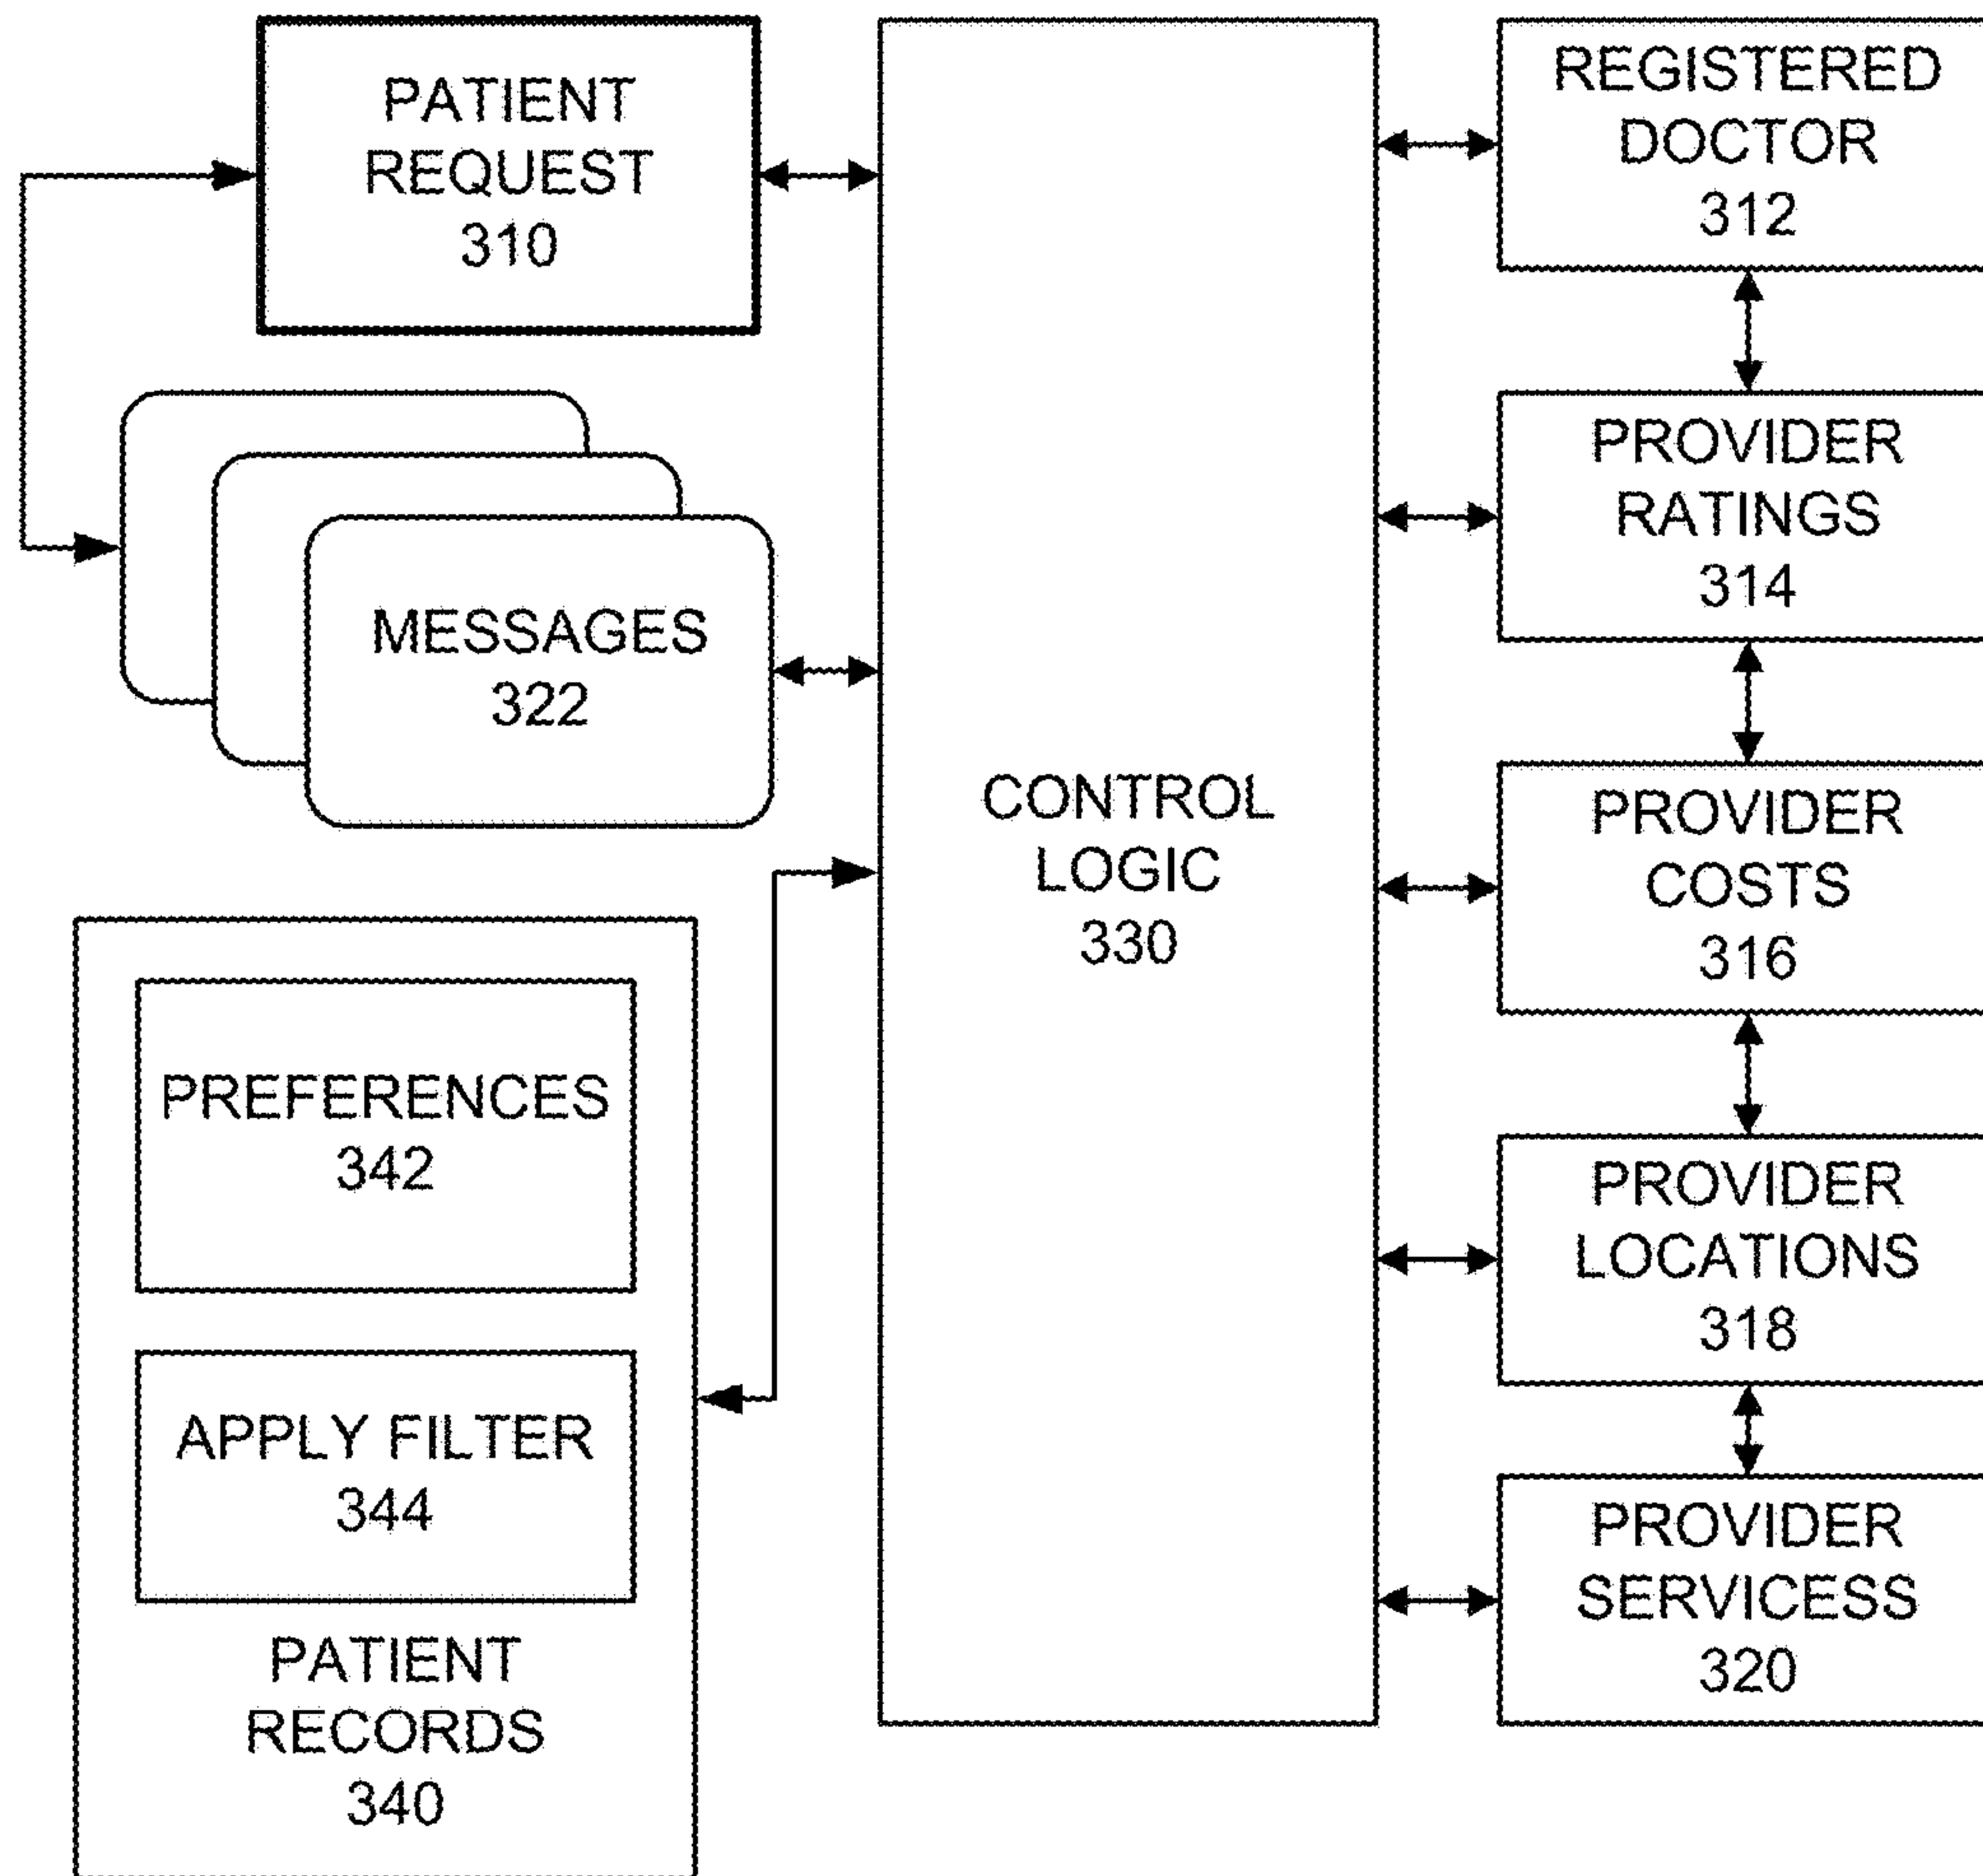 PATIENT
REQUEST
310
MESSAGES
322
PREFERENCES
342
APPLY FILTER
344
PATIENT
RECORDS
340
CONTROL
LOGIC
330
REGISTERED
DOCTOR
312
PROVIDER
RATINGS
314
PROVIDER
COSTS
316
PROVIDER
LOCATIONS
318
PROVIDER
SERVICESS
320